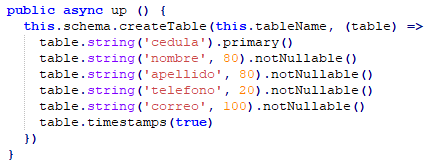 public async up () {
  this.schema.createTable(this.tableName, (table) =>
    table.string('cedula').primary()
    table.string('nombre', 80).notNullable()
    table.string('apellido', 80).notNullable()
    table.string('telefono', 20).notNullable()
    table.string('correo', 100).notNullable()
    table.timestamps(true)
  })
}